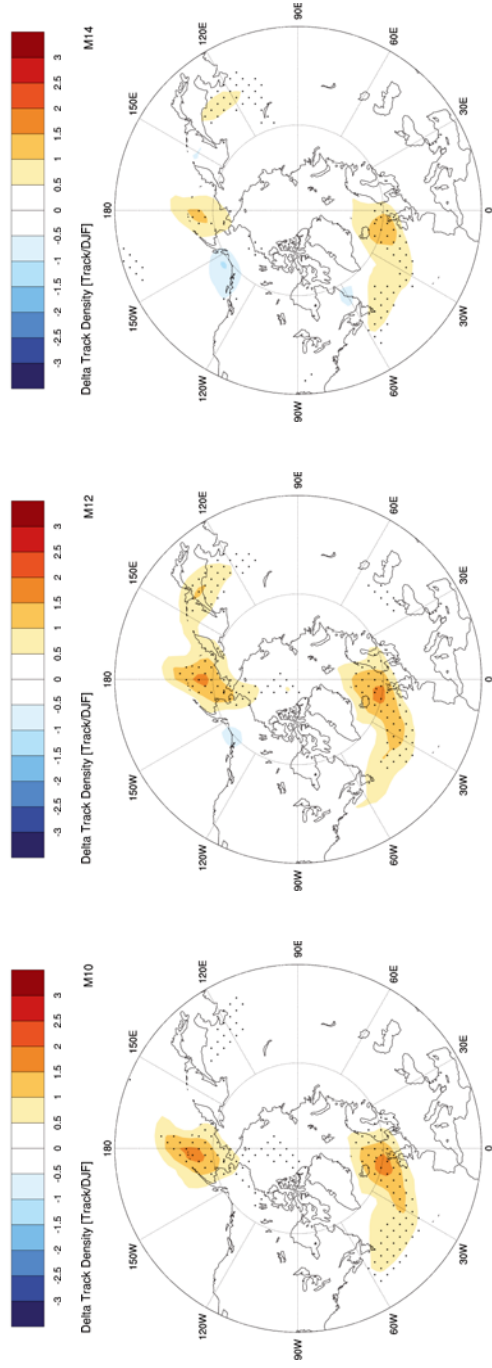 -3 -2.5 -2 -1.5 -1 -0.5 0 0.5 1 1.5 2 2.5 3
Delta Track Density [Track/DJF] M10
180
150W 150E
120W 120E
90W 90E
60W 60E
30W 30E
0
-3 -2.5 -2 -1.5 -1 -0.5 0 0.5 1 1.5 2 2.5 3
Delta Track Density [Track/DJF] M12
180
150W 150E
120W 120E
90W 90E
60W 60E
30W 30E
0
-3 -2.5 -2 -1.5 -1 -0.5 0 0.5 1 1.5 2 2.5 3
Delta Track Density [Track/DJF] M14
180
150W 150E
120W 120E
90W 90E
60W 60E
30W 30E
0